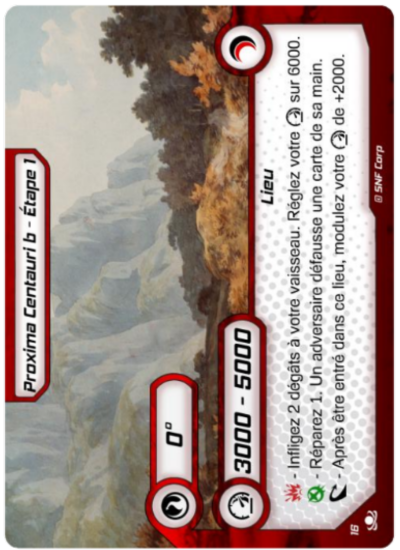 Proxima Centauri b - Étape 1
0°
3000 - 5000
Lieu
- Infligez 2 dégâts à votre vaisseau. Réglez votre sur 6000.
- Réparez 1. Un adversaire défausse une carte de sa main.
- Après être entré dans ce lieu, modulez votre de +2000.
16
© SNF Corp